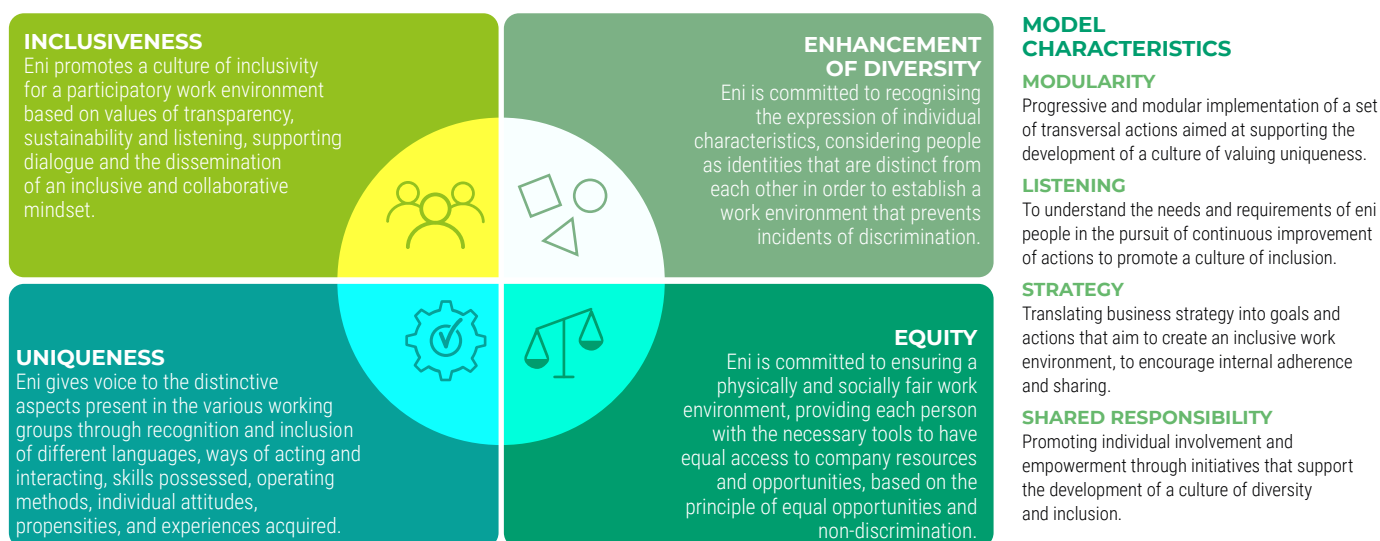 INCLUSIVENESS
Eni promotes a culture of inclusivity
for a participatory work environment
based on values of transparency,
sustainability and listening, supporting
dialogue and the dissemination
of an inclusive and collaborative
mindset.
ENHANCEMENT
OF DIVERSITY
Eni is committed to recognising
the expression of individual
characteristics, considering people
as identities that are distinct from
each other in order to establish a
work environment that prevents
incidents of discrimination.
UNIQUENESS
Eni gives voice to the distinctive
aspects present in the various working
groups through recognition and inclusion
of different languages, ways of acting and
interacting, skills possessed, operating
methods, individual attitudes,
propensities, and experiences acquired.
EQUITY
Eni is committed to ensuring a
physically and socially fair work
environment, providing each person
with the necessary tools to have
equal access to company resources
and opportunities, based on the
principle of equal opportunities and
non-discrimination.
MODEL
CHARACTERISTICS
MODULARITY
Progressive and modular implementation of a set
of transversal actions aimed at supporting the
development of a culture of valuing uniqueness.
LISTENING
To understand the needs and requirements of eni
people in the pursuit of continuous improvement
of actions to promote a culture of inclusion.
STRATEGY
Translating business strategy into goals and
actions that aim to create an inclusive work
environment, to encourage internal adherence
and sharing.
SHARED RESPONSIBILITY
Promoting individual involvement and
empowerment through initiatives that support
the development of a culture of diversity
and inclusion.